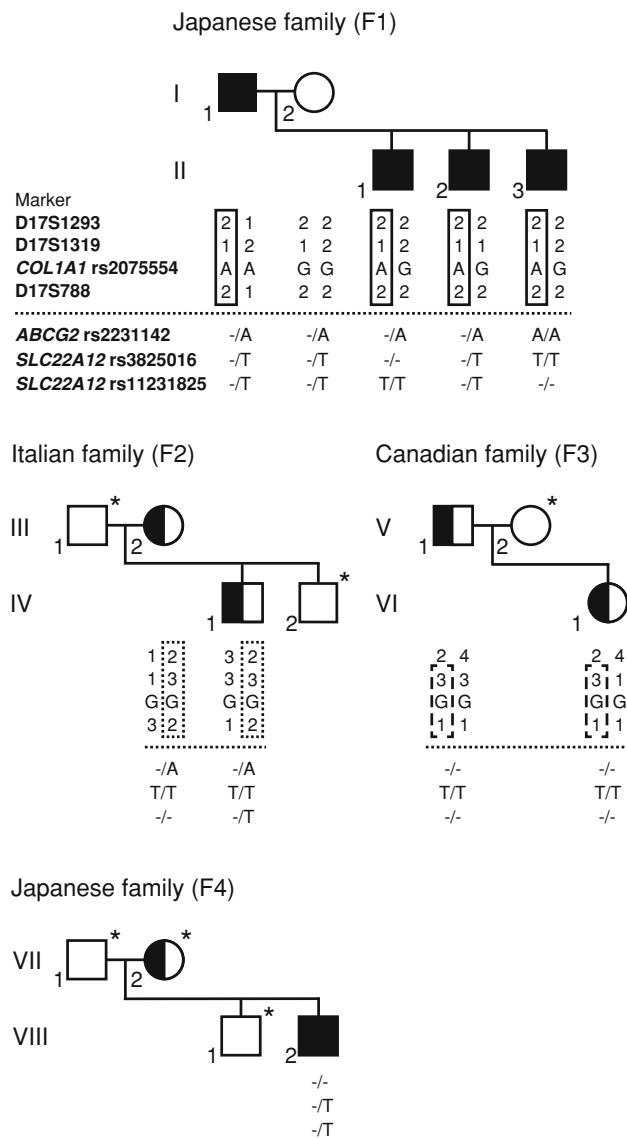 Japanese family (F1)
I
1 2
II
1 2 3
Marker
D17S1293 2 1 2 2 2 2 2 2 2 2
D17S1319 1 2 1 2 1 2 1 1 1 2
COL1A1 rs2075554 A A G G A G A G A G
D17S788 2 1 2 2 2 2 2 2 2 2
ABCG2 rs2231142 -/A -/A -/A -/A A/A
SLC22A12 rs3825016 -/T -/T -/- -/T T/T
SLC22A12 rs11231825 -/T -/T T/T -/T -/-
Italian family (F2) Canadian family (F3)
III * V *
1 2 1 2
IV * VI
1 2 1
1 2 3 2 2 4 2 4
1 3 3 3 3 3 3 1
G G G G G G G G
3 2 1 2 1 1 1 1
-/A -/A -/- -/-
T/T T/T T/T T/T
-/- -/T -/- -/-
Japanese family (F4)
VII * *
1 2
VIII *
1 2
-/-
-/T
-/T